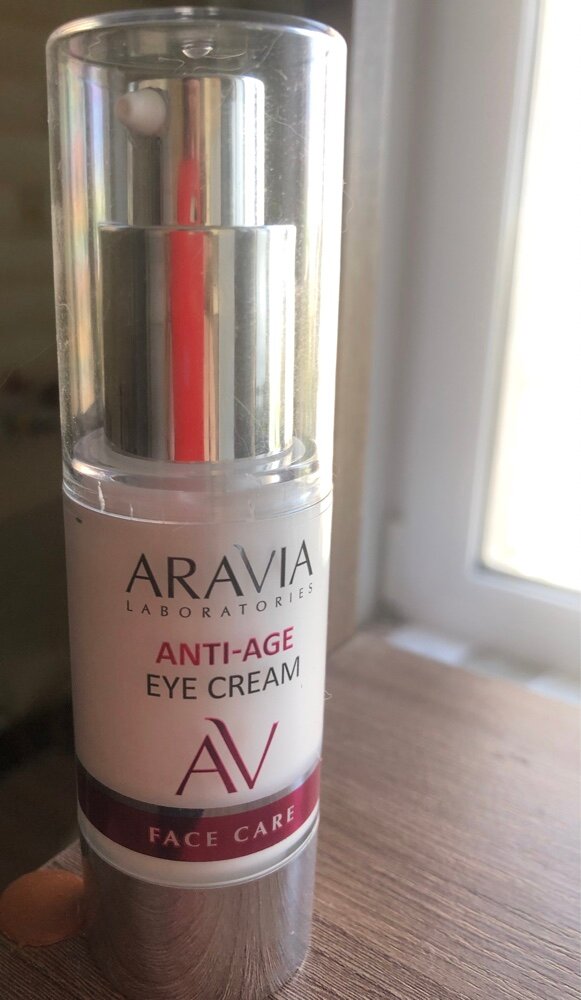 ARAVIA
LABORATORIES
ANTI-AGE
EYE CREAM
AV
FACE CARE